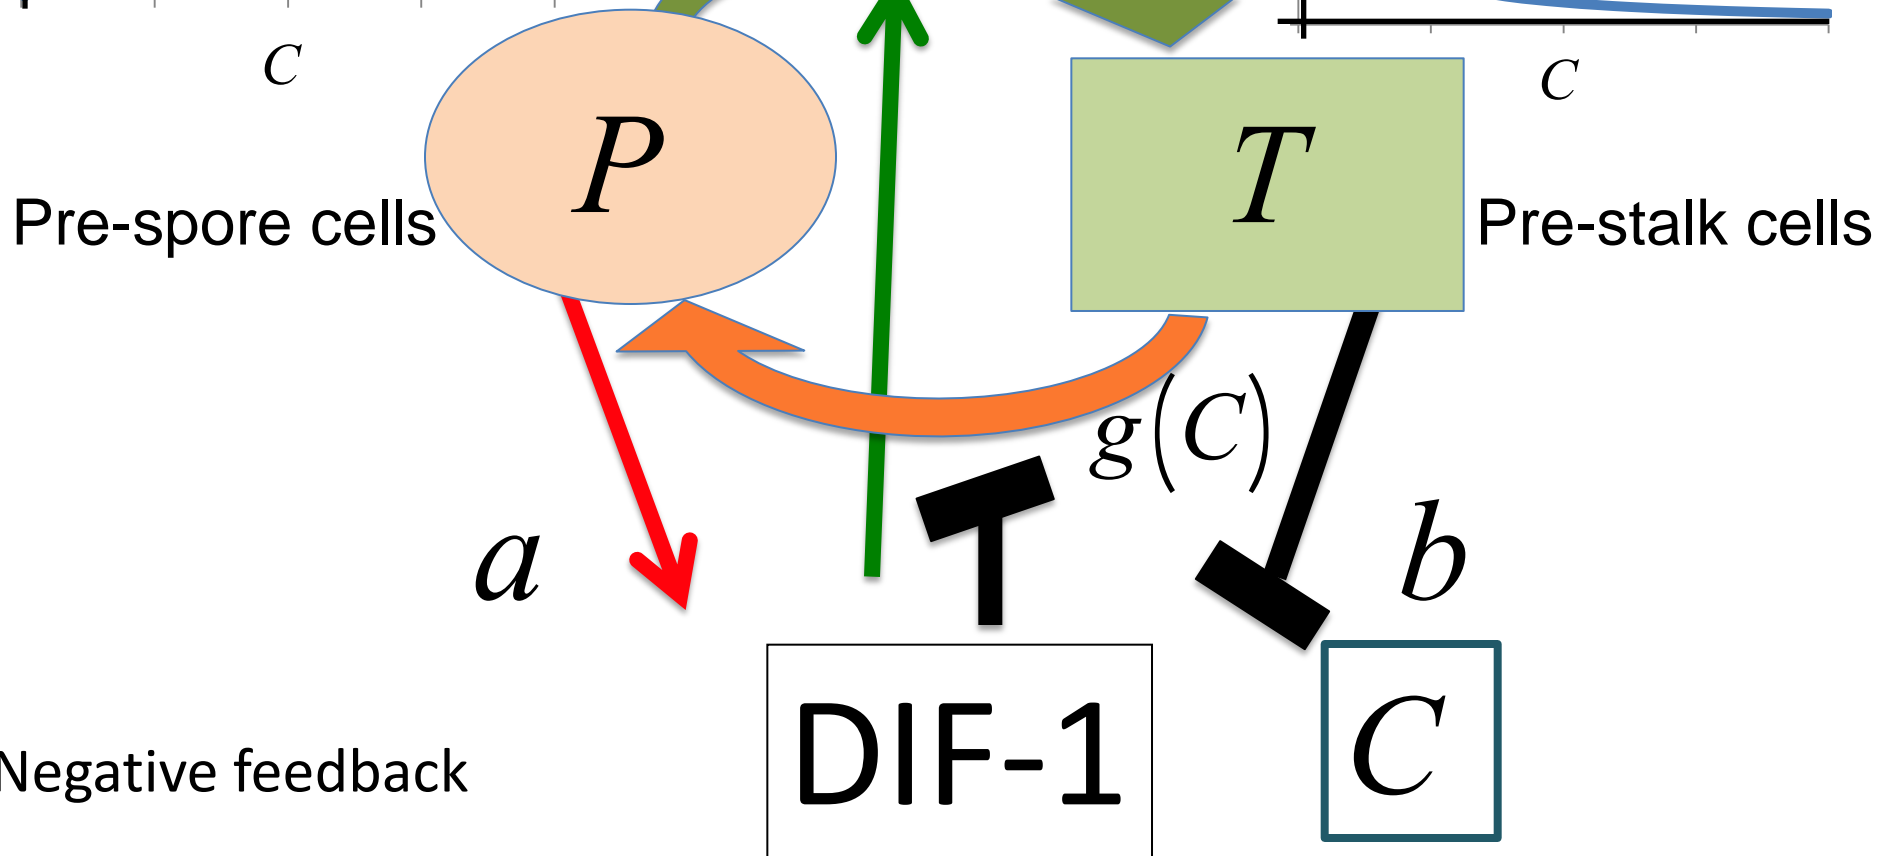 C
C
P
T
Pre-spore cells
Pre-stalk cells
g(C)
a
b
DIF-1
C
Negative feedback